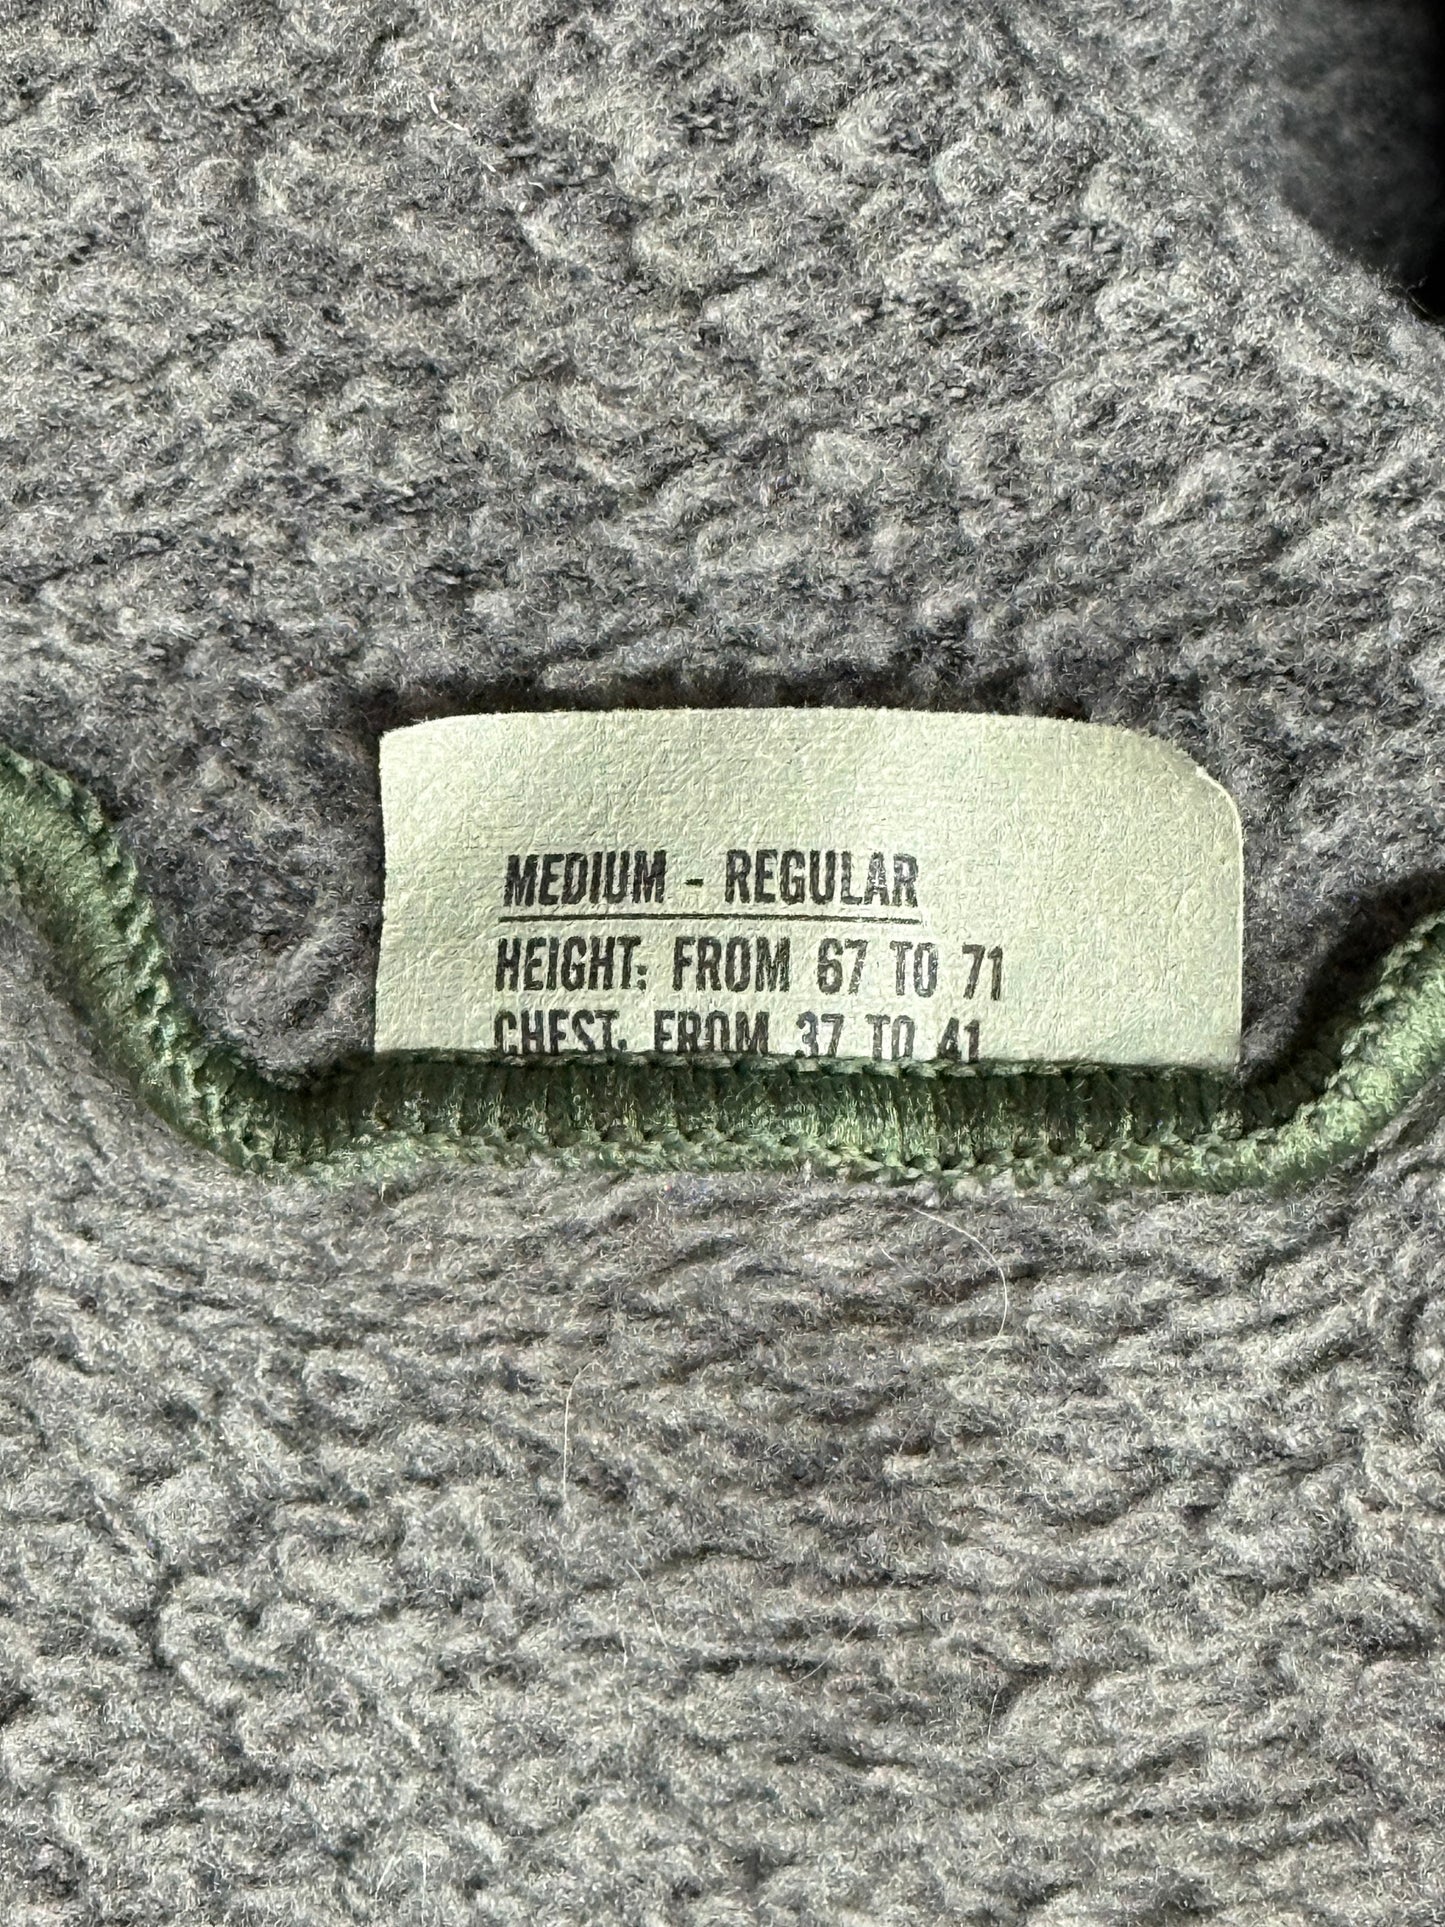 MEDIUM - REGULAR
HEIGHT: FROM 67 TO 71
CHEST: FROM 37 TO 41